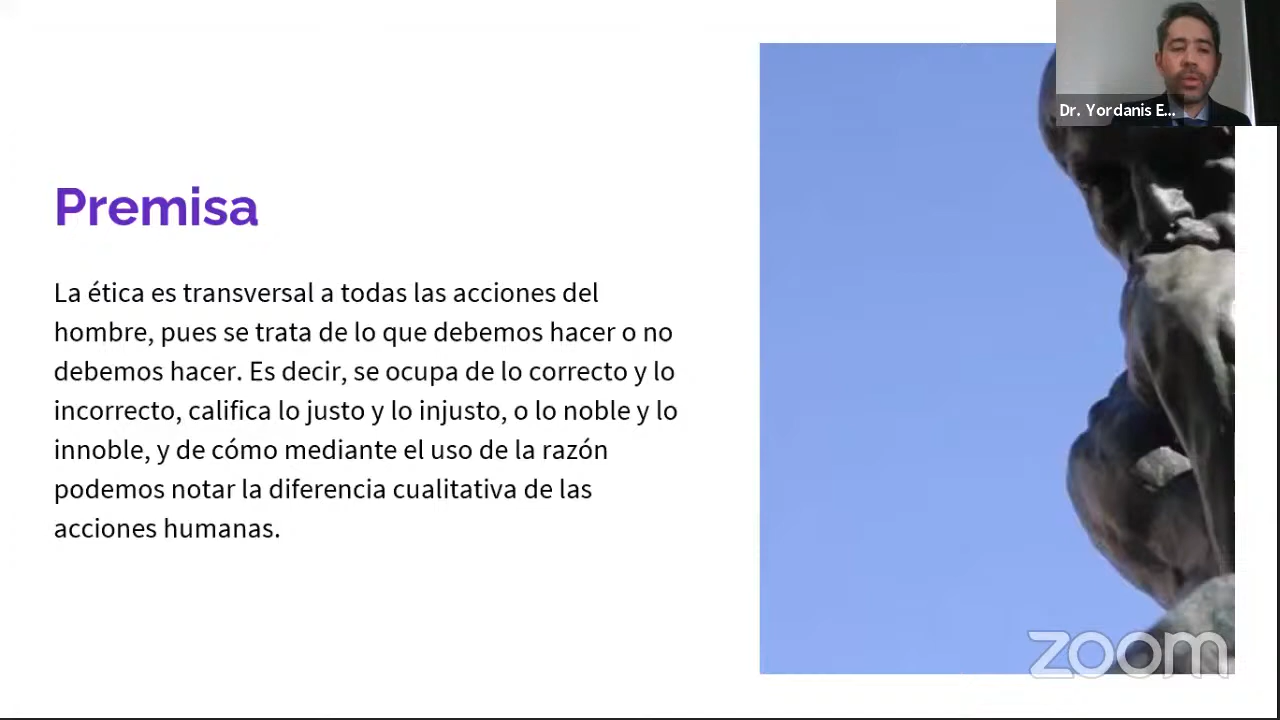 Dr. Yordanis E...
Premisa
La ética es transversal a todas las acciones del
hombre, pues se trata de lo que debemos hacer o no
debemos hacer. Es decir, se ocupa de lo correcto y lo
incorrecto, califica lo justo y lo injusto, o lo noble y lo
innoble, y de cómo mediante el uso de la razón
podemos notar la diferencia cualitativa de las
acciones humanas.
zoom